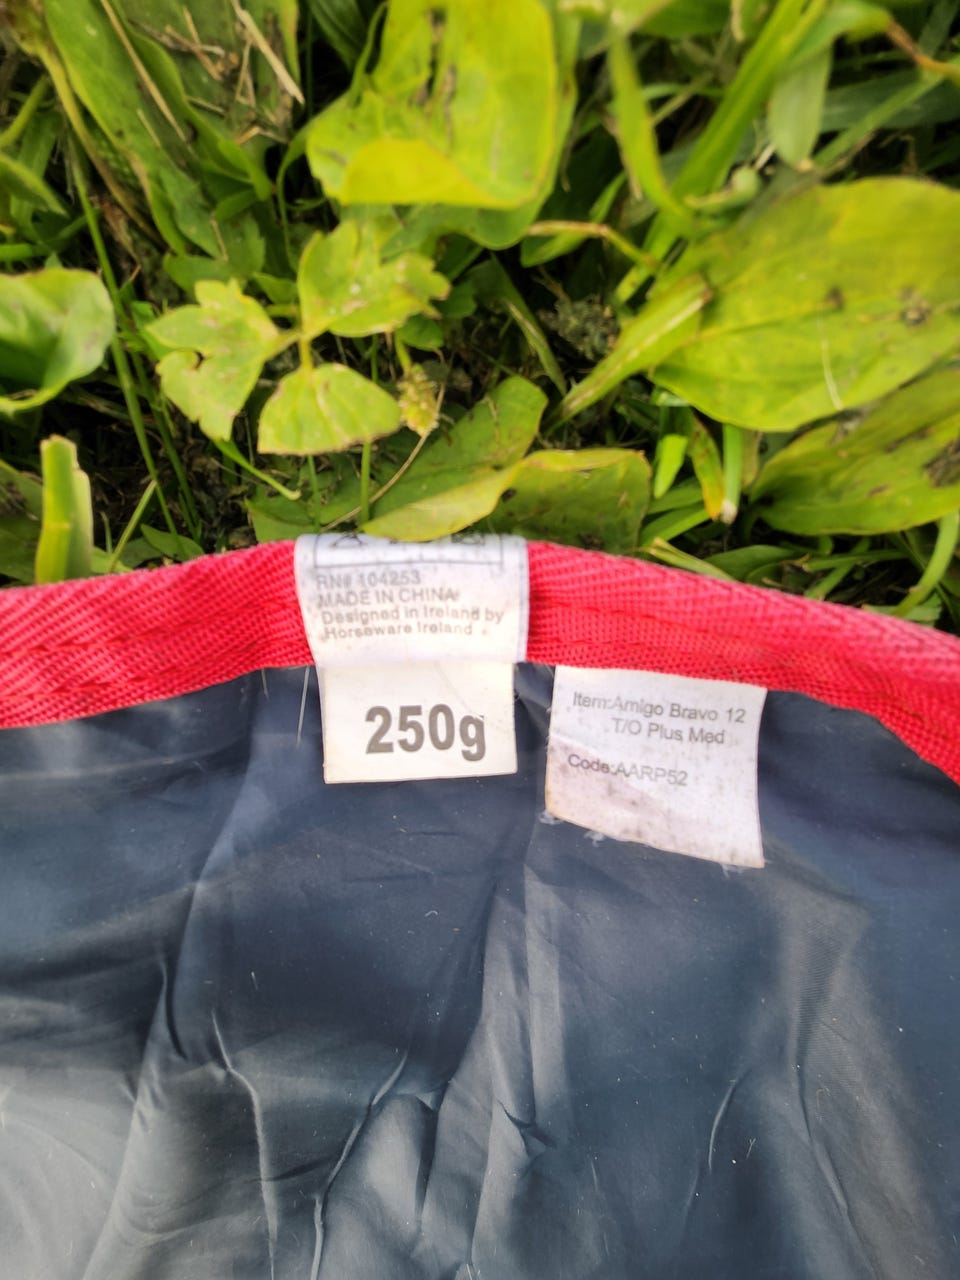 RN# 104253
MADE IN CHINA
Designed in Ireland by
Horseware Ireland
250g
Item:Amigo Bravo 12
T/O Plus Med
Code:AARP52